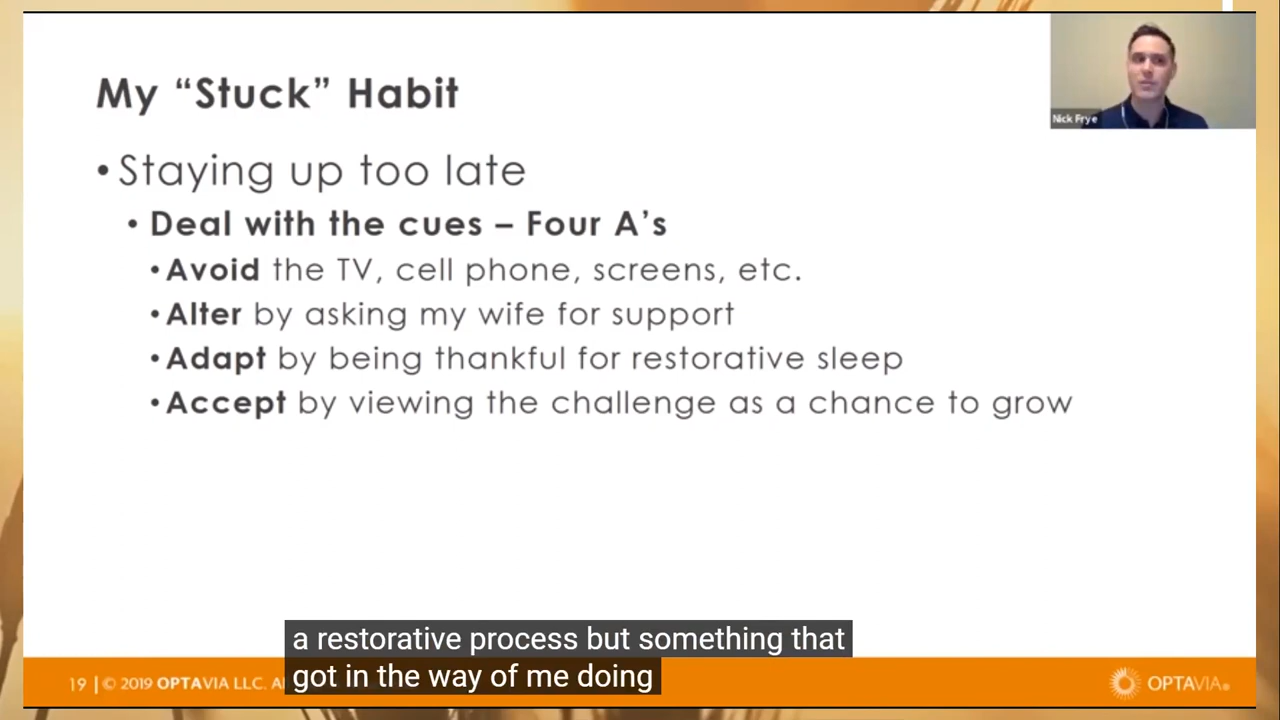 My “Stuck” Habit
Nick Frye
• Staying up too late
• Deal with the cues – Four A’s
• Avoid the TV, cell phone, screens, etc.
• Alter by asking my wife for support
• Adapt by being thankful for restorative sleep
• Accept by viewing the challenge as a chance to grow
a restorative process but something that
got in the way of me doing
19 | © 2019 OPTAVIA LLC. A
OPTAVIA®